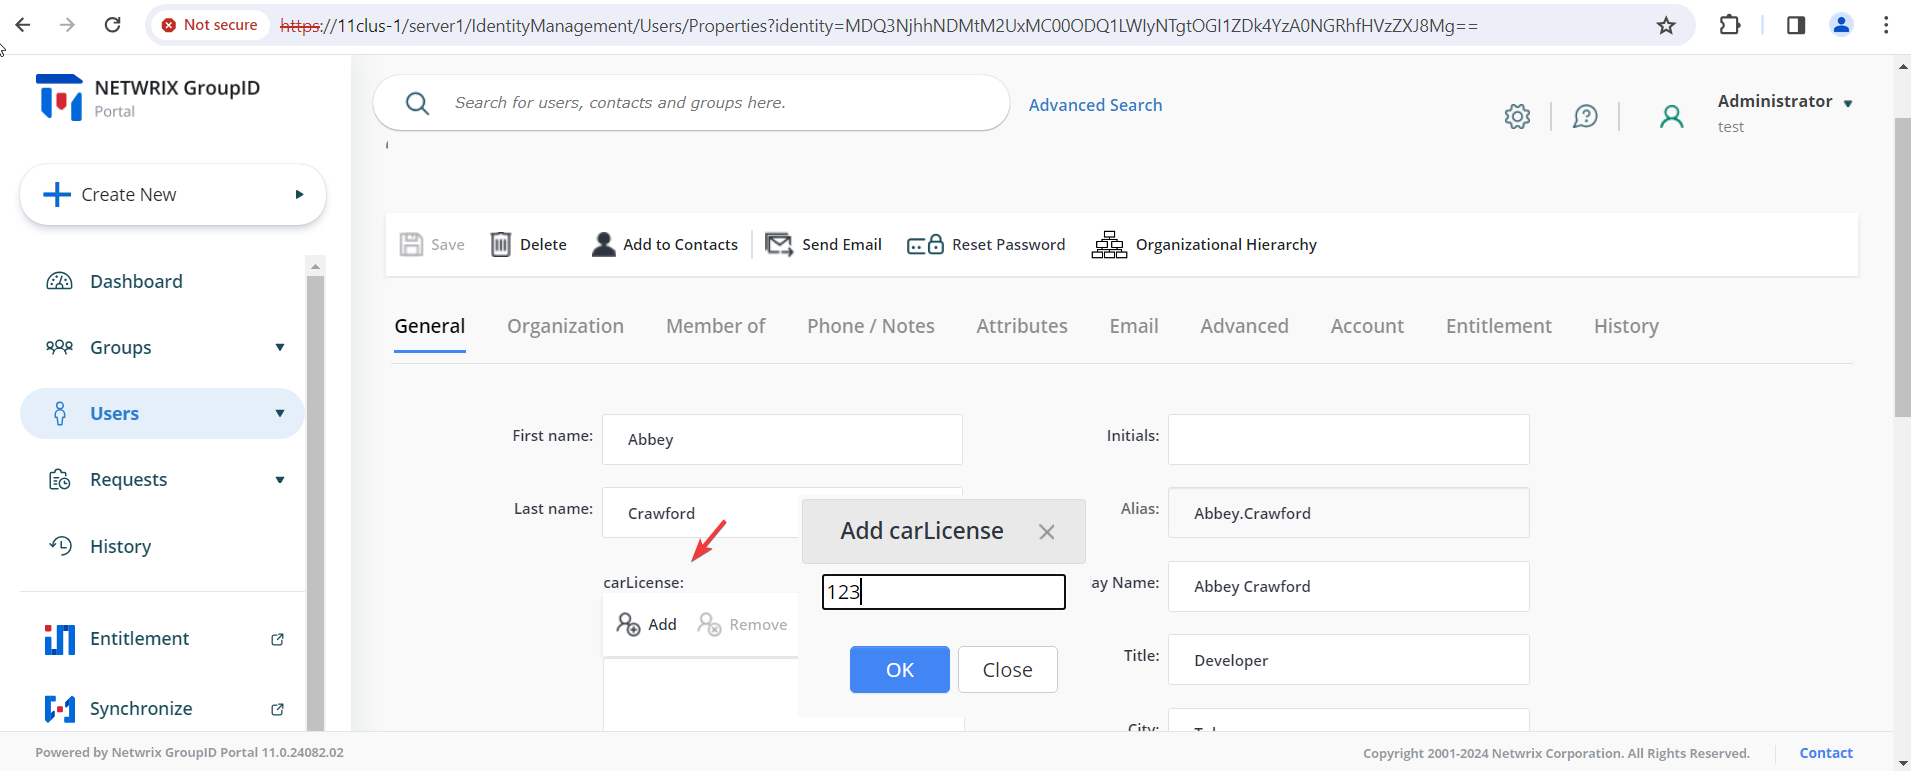 Not secure https://11clus-1/server1/IdentityManagement/Users/Properties?identity=MDQ3NjhhNDMtM2UxMC00ODQ1LWIyNTgtOGI1ZDk4YzA0NGRhfHVzZXJ8Mg==
NETWRIX GroupID
Portal
Search for users, contacts and groups here.
Advanced Search
Administrator
test
Create New
Save Delete Add to Contacts Send Email Reset Password Organizational Hierarchy
Dashboard
Groups
Users
Requests
History
Entitlement
Synchronize
General Organization Member of Phone / Notes Attributes Email Advanced Account Entitlement History
First name: Abbey
Initials:
Last name: Crawford
Alias: Abbey.Crawford
carLicense:
Add Remove
Add carLicense
123
OK Close
ay Name: Abbey Crawford
Title: Developer
City:
Powered by Netwrix GroupID Portal 11.0.24082.02
Copyright 2001-2024 Netwrix Corporation. All Rights Reserved.
Contact